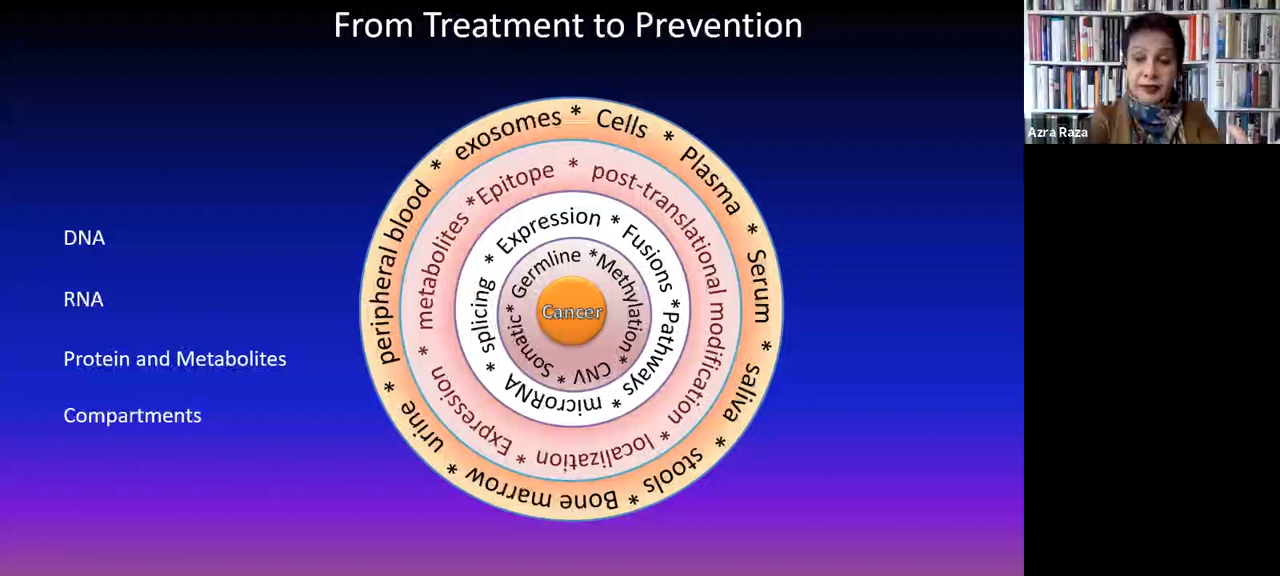 From Treatment to Prevention
Azra Raza
DNA
RNA
Protein and Metabolites
Compartments
exosomes * Cells * Plasma * Serum * saliva * stools * Bone marrow * urine * peripheral blood *
Epitope * post-translational modification * localization * Expression * metabolites *
Expression * Fusions * Pathways * microRNA * splicing *
Germline * Methylation * CNV * Somatic *
Cancer